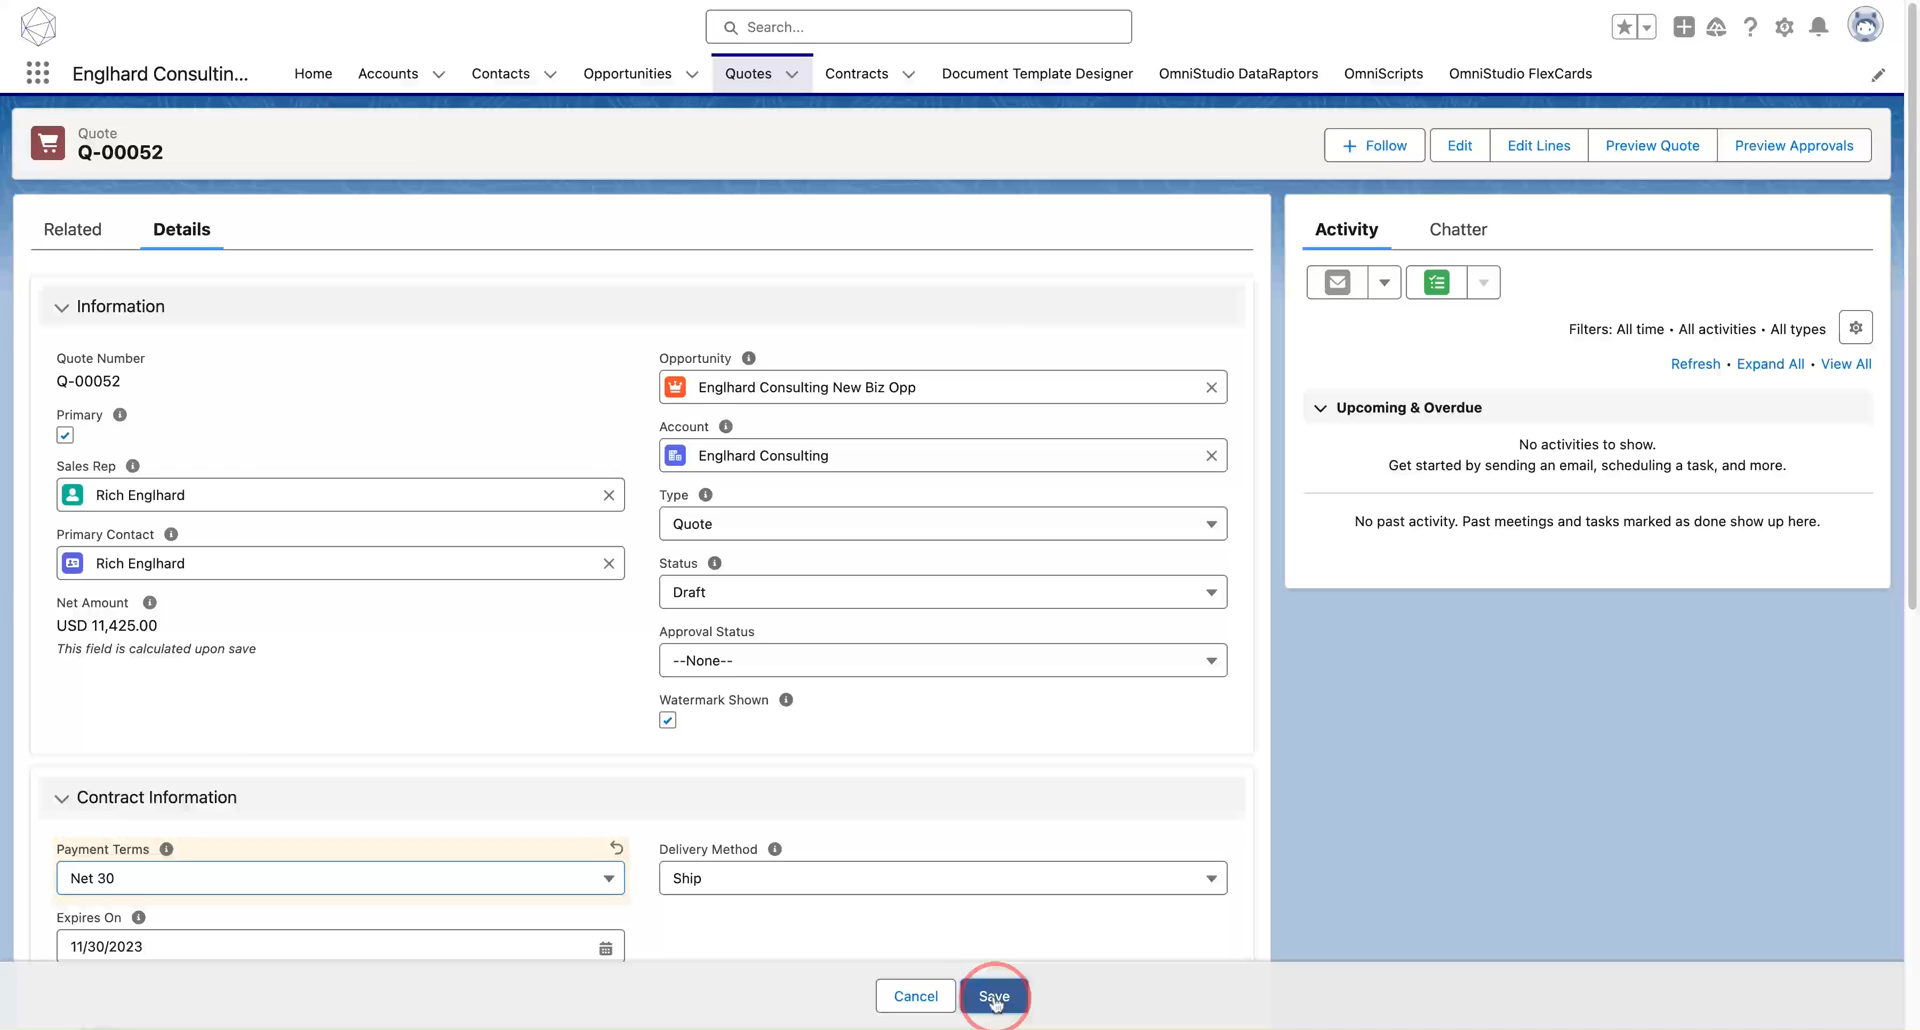 Search...
Englhard Consultin...
Home
Accounts
Contacts
Opportunities
Quotes
Contracts
Document Template Designer
OmniStudio DataRaptors
OmniScripts
OmniStudio FlexCards
Quote
Q-00052
Follow
Edit
Edit Lines
Preview Quote
Preview Approvals
Related
Details
Information
Quote Number
Q-00052
Primary
Sales Rep
Rich Englhard
Primary Contact
Rich Englhard
Net Amount
USD 11,425.00
This field is calculated upon save
Opportunity
Englhard Consulting New Biz Opp
Account
Englhard Consulting
Type
Quote
Status
Draft
Approval Status
--None--
Watermark Shown
Contract Information
Payment Terms
Net 30
Expires On
11/30/2023
Delivery Method
Ship
Cancel
Save
Activity
Chatter
Filters: All time • All activities • All types
Refresh • Expand All • View All
Upcoming & Overdue
No activities to show.
Get started by sending an email, scheduling a task, and more.
No past activity. Past meetings and tasks marked as done show up here.